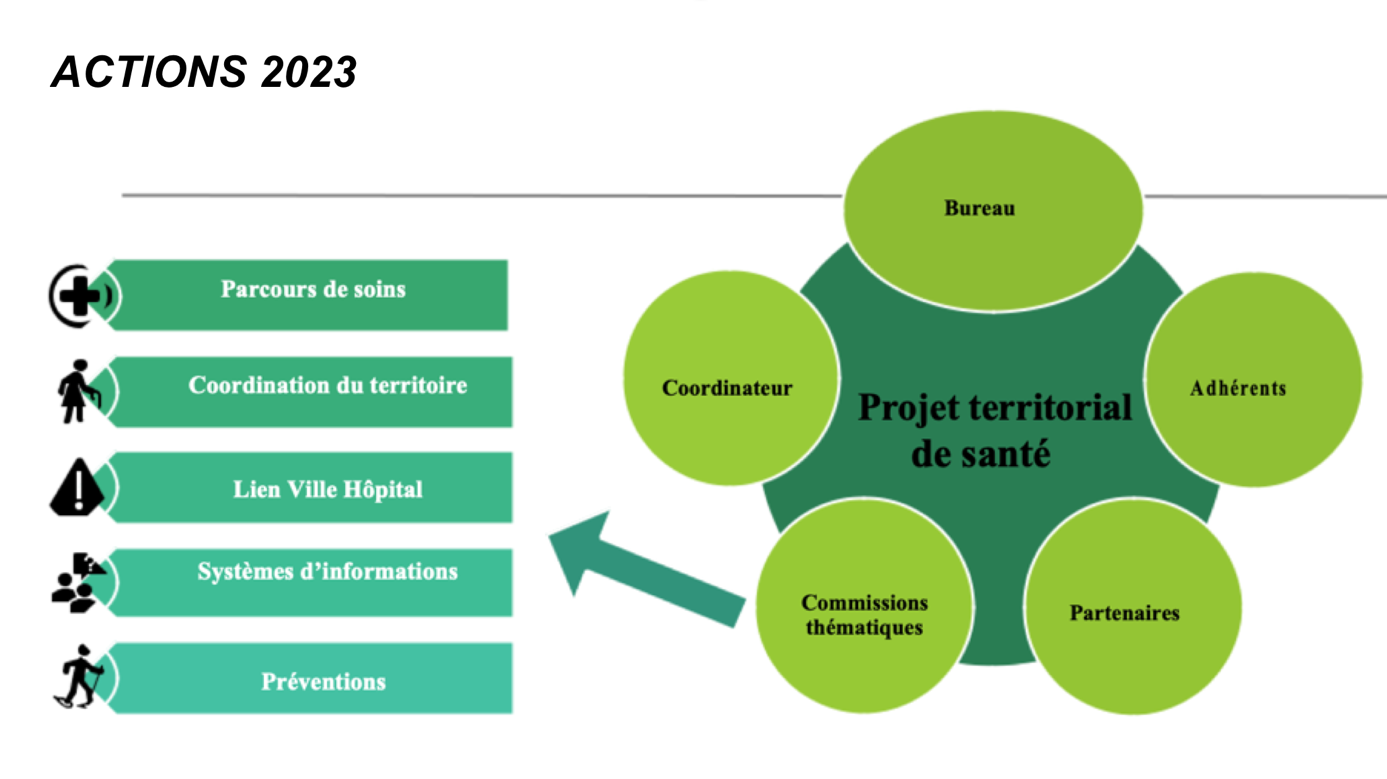 ACTIONS 2023
Bureau
Parcours de soins
Coordination du territoire
Lien Ville Hôpital
Systèmes d’informations
Préventions
Coordinateur
Projet territorial
de santé
Adhérents
Commissions
thématiques
Partenaires